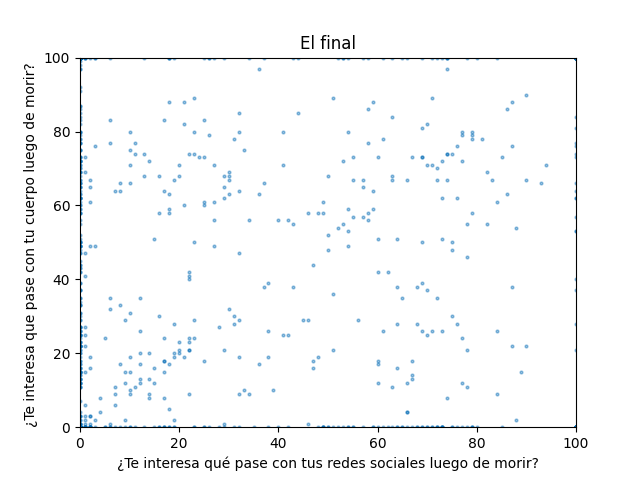 El final
¿Te interesa que pase con tu cuerpo luego de morir?
100
80
60
40
20
0
0 20 40 60 80 100
¿Te interesa qué pase con tus redes sociales luego de morir?